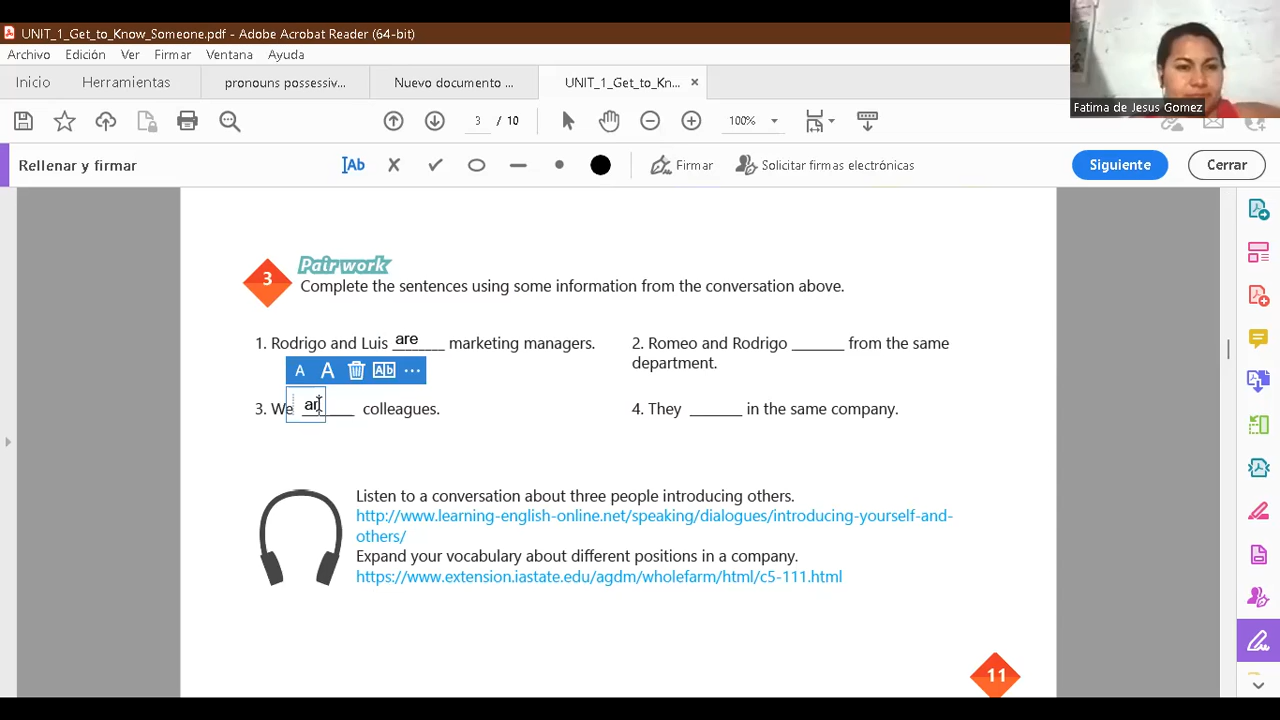 UNIT_1_Get_to_Know_Someone.pdf - Adobe Acrobat Reader (64-bit)
Archivo Edición Ver Firmar Ventana Ayuda
Inicio Herramientas pronouns possessiv... Nuevo documento ... UNIT_1_Get_to_Kn... ×
Fatima de Jesus Gomez
3 / 10 100%
Rellenar y firmar Ab Firmar Solicitar firmas electrónicas Siguiente Cerrar
Pair work
3 Complete the sentences using some information from the conversation above.
1. Rodrigo and Luis are marketing managers.
2. Romeo and Rodrigo _______ from the same
department.
A A Ab ...
3. We ar colleagues.
4. They _______ in the same company.
Listen to a conversation about three people introducing others.
http://www.learning-english-online.net/speaking/dialogues/introducing-yourself-and-
others/
Expand your vocabulary about different positions in a company.
https://www.extension.iastate.edu/agdm/wholefarm/html/c5-111.html
11